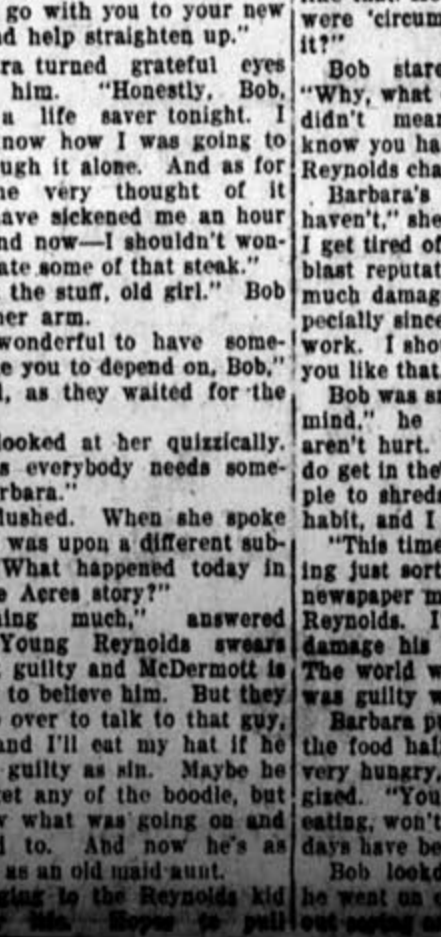 go with you to your new
help straighten up."
turned grateful eyes
him. "Honestly, Bob,
a life saver tonight. I
now how I was going to
ugh it alone. And as for
very thought of it
ave sickened me an hour
nd now—I shouldn't won-
ate some of that steak."
the stuff, old girl." Bob
her arm.
wonderful to have some-
e you to depend on, Bob,"
, as they waited for the
looked at her quizzically.
s everybody needs some-
rbara."
lushed. When she spoke
was upon a different sub-
What happened today in
Acres story?"
ing much," answered
Young Reynolds swears
guilty and McDermott is
to believe him. But they
over to talk to that guy,
and I'll eat my hat if he
guilty as sin. Maybe he
et any of the boodle, but
what was going on and
to. And now he's as
as an old maid aunt.
ging to the Reynolds kid
to pull
were 'circum
it?"
Bob stare
"Why, what
didn't mean
know you ha
Reynolds cha
Barbara's
haven't," she
I get tired of
blast reputat
much damag
pecially since
work. I shou
you like that
Bob was sn
mind," he
aren't hurt.
do get in the
ple to shreds
habit, and I
"This time
ing just sort
newspaper m
Reynolds. I
damage his
The world w
was guilty w
Barbara p
the food hal
very hungry,
gized. "You
eating, won't
days have be
Bob look
he went on